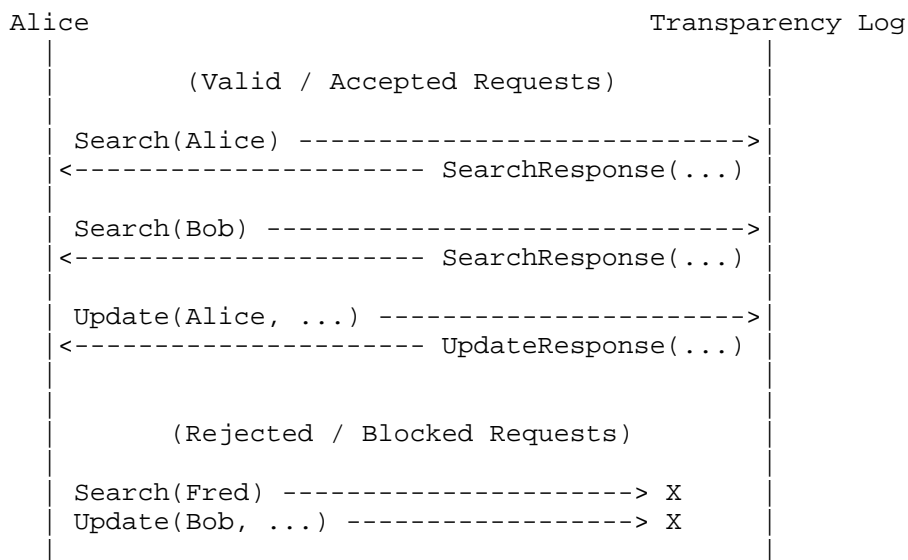 Alice Transparency Log
(Valid / Accepted Requests)
Search(Alice) ---------------------------->
<---------------------- SearchResponse(...)
Search(Bob) ------------------------------>
<---------------------- SearchResponse(...)
Update(Alice, ...) ----------------------->
<---------------------- UpdateResponse(...)
(Rejected / Blocked Requests)
Search(Fred) ----------------------> X
Update(Bob, ...) ------------------> X